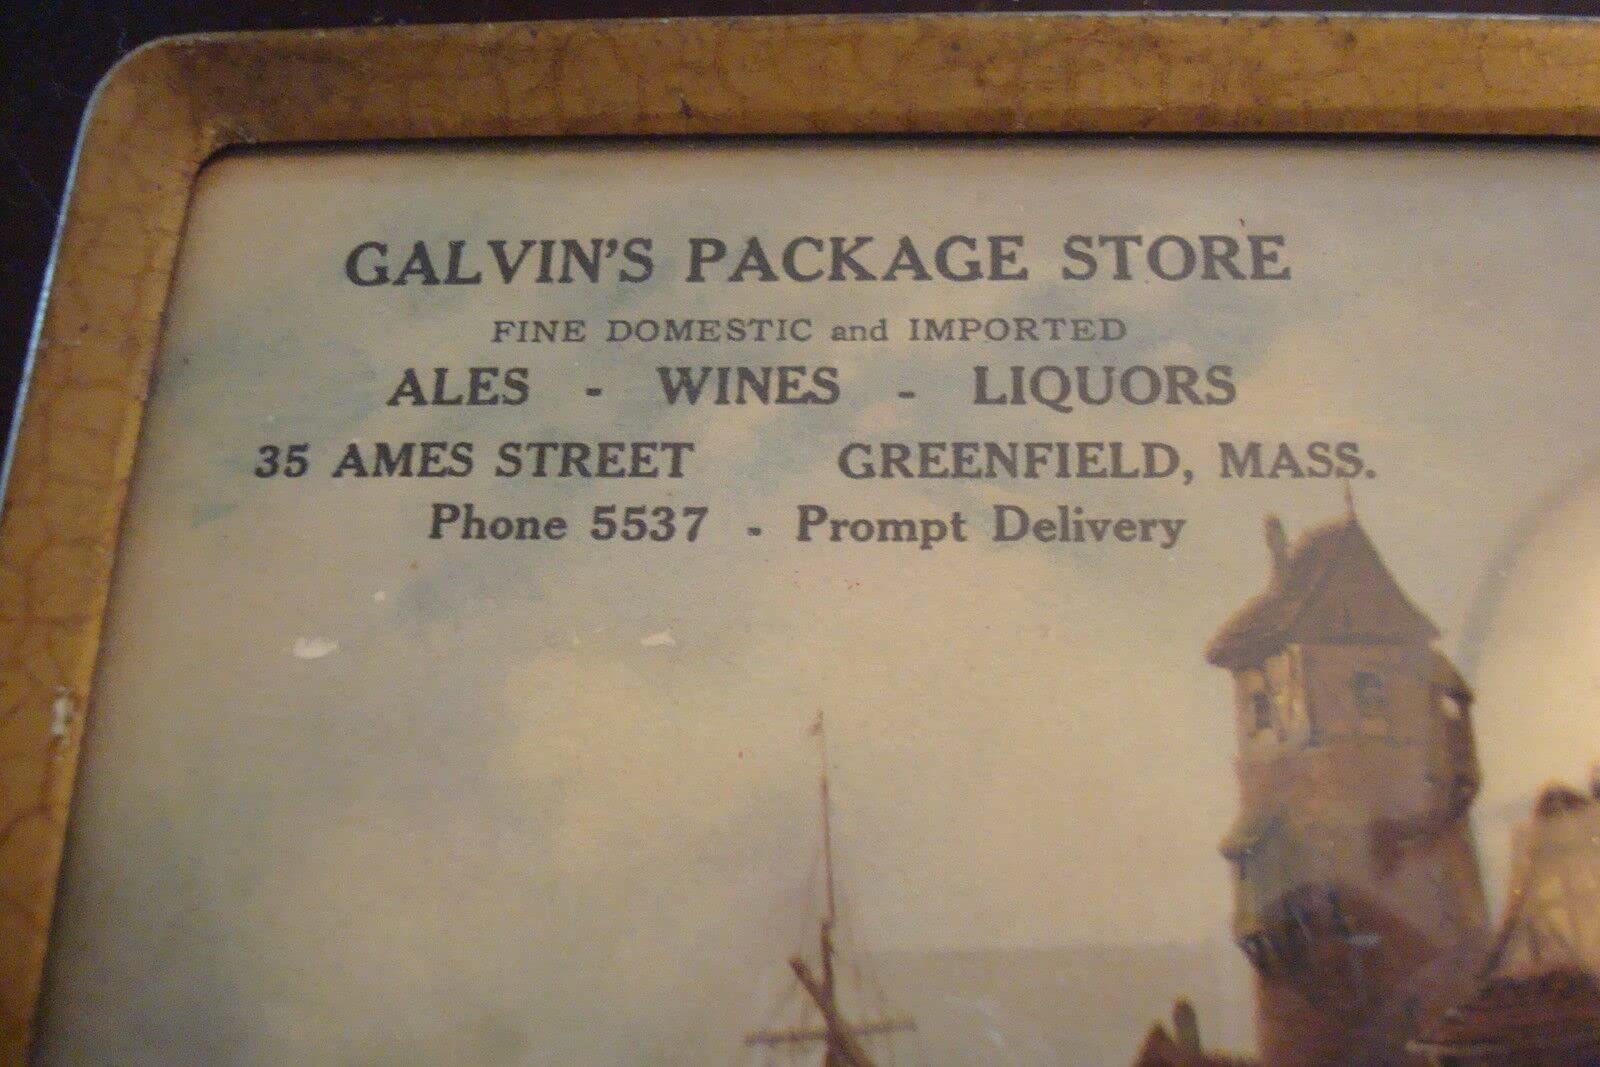 GALVIN'S PACKAGE STORE
FINE DOMESTIC and IMPORTED
ALES - WINES - LIQUORS
35 AMES STREET GREENFIELD, MASS.
Phone 5537 - Prompt Delivery